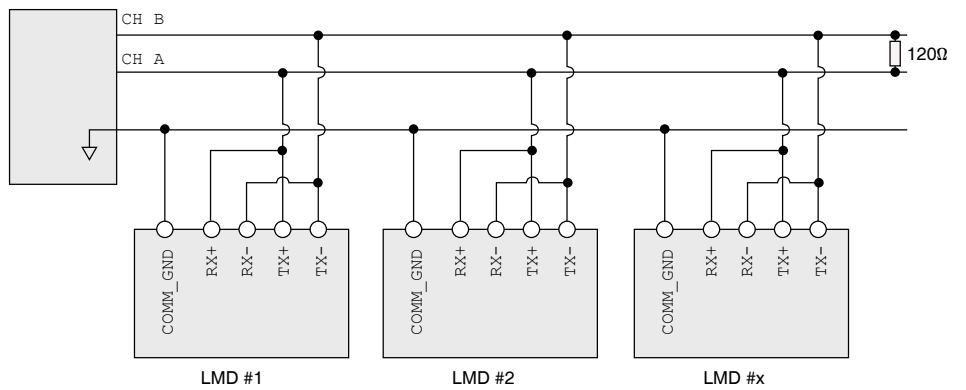 CH B
CH A
120Ω
COMM_GND
RX+
RX-
TX+
TX-
COMM_GND
RX+
RX-
TX+
TX-
COMM_GND
RX+
RX-
TX+
TX-
LMD #1
LMD #2
LMD #x